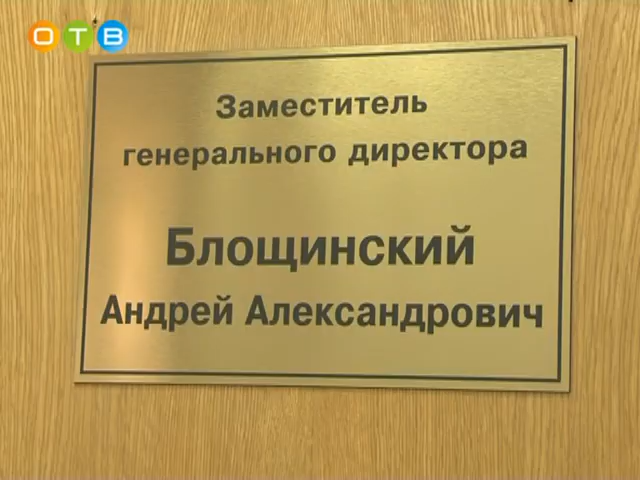 ОТВ
Заместитель
генерального директора
Блощинский
Андрей Александрович